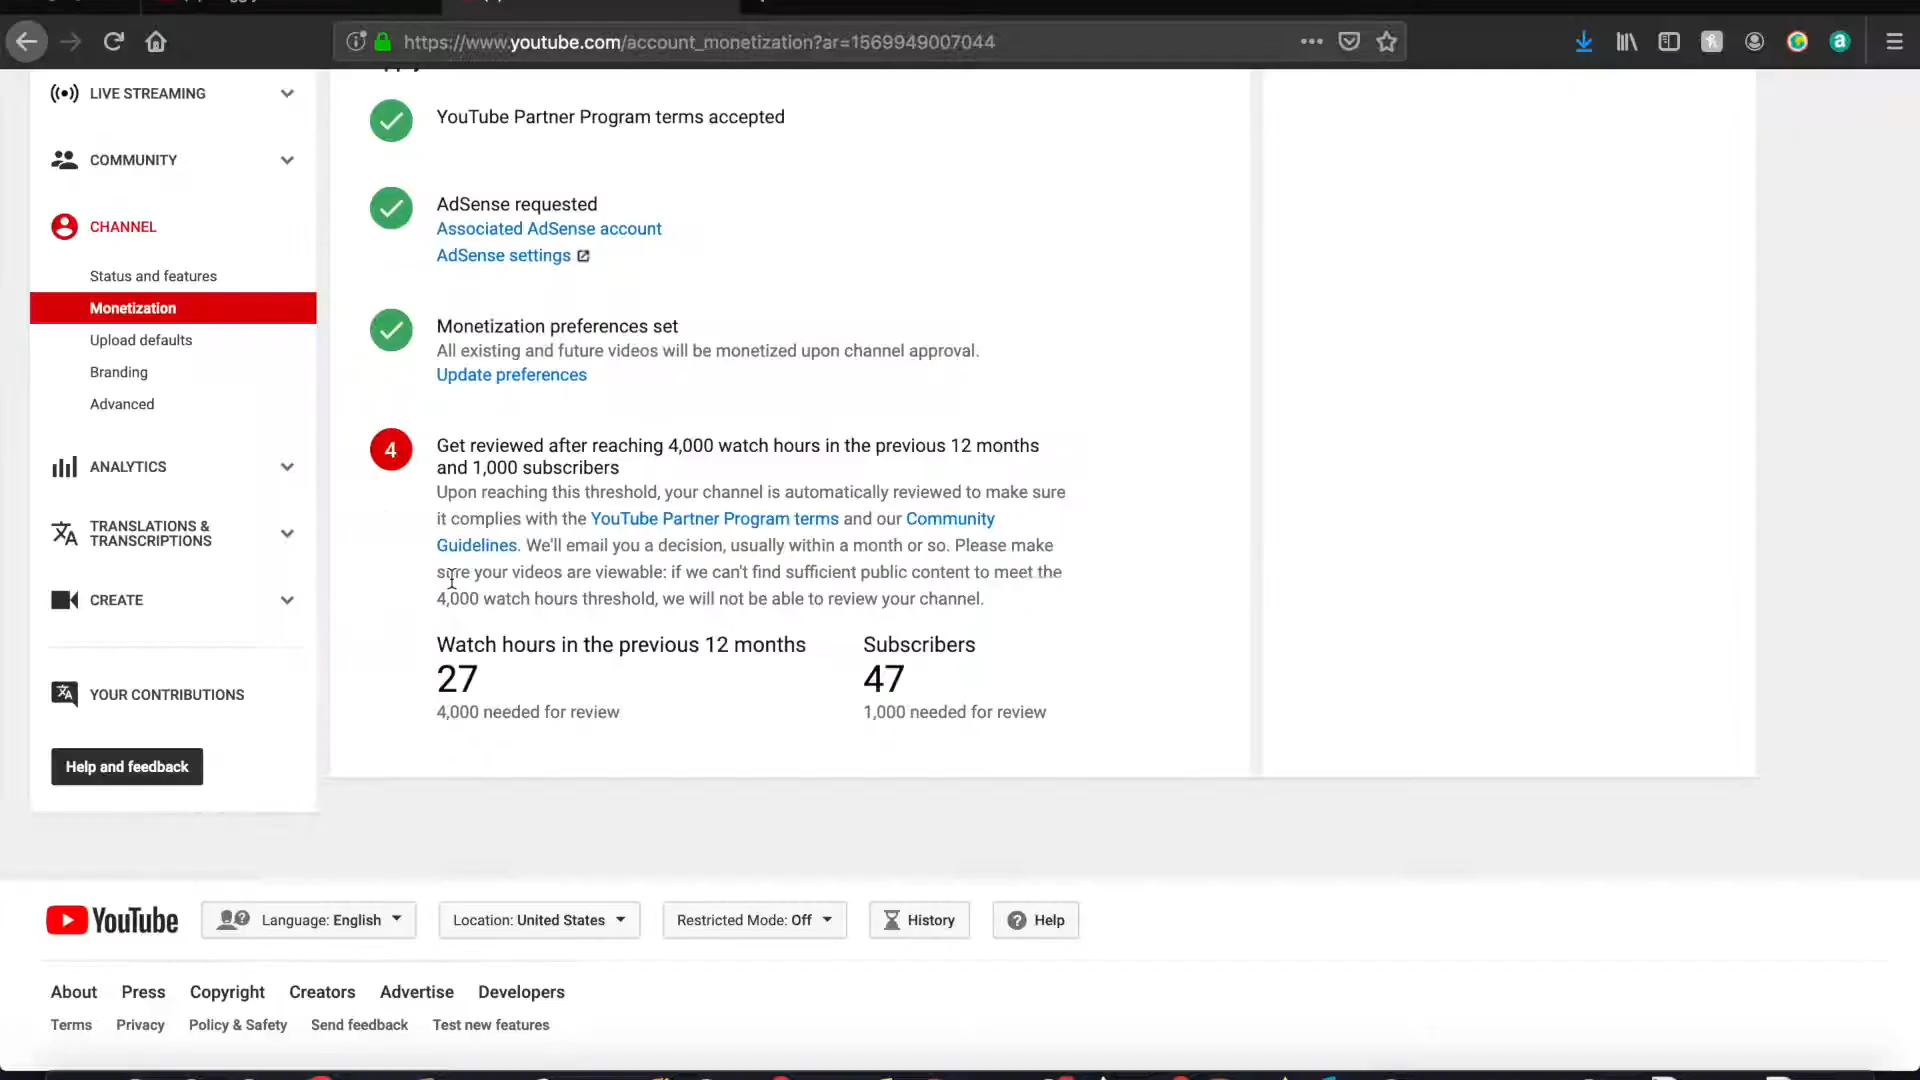 https://www.youtube.com/account_monetization?ar=1569949007044
LIVE STREAMING
COMMUNITY
CHANNEL
Status and features
Monetization
Upload defaults
Branding
Advanced
ANALYTICS
TRANSLATIONS &
TRANSCRIPTIONS
CREATE
YOUR CONTRIBUTIONS
Help and feedback
YouTube Partner Program terms accepted
AdSense requested
Associated AdSense account
AdSense settings
Monetization preferences set
All existing and future videos will be monetized upon channel approval.
Update preferences
4
Get reviewed after reaching 4,000 watch hours in the previous 12 months
and 1,000 subscribers
Upon reaching this threshold, your channel is automatically reviewed to make sure
it complies with the YouTube Partner Program terms and our Community
Guidelines. We'll email you a decision, usually within a month or so. Please make
sure your videos are viewable: if we can't find sufficient public content to meet the
4,000 watch hours threshold, we will not be able to review your channel.
Watch hours in the previous 12 months
27
4,000 needed for review
Subscribers
47
1,000 needed for review
YouTube
Language: English
Location: United States
Restricted Mode: Off
History
Help
About Press Copyright Creators Advertise Developers
Terms Privacy Policy & Safety Send feedback Test new features